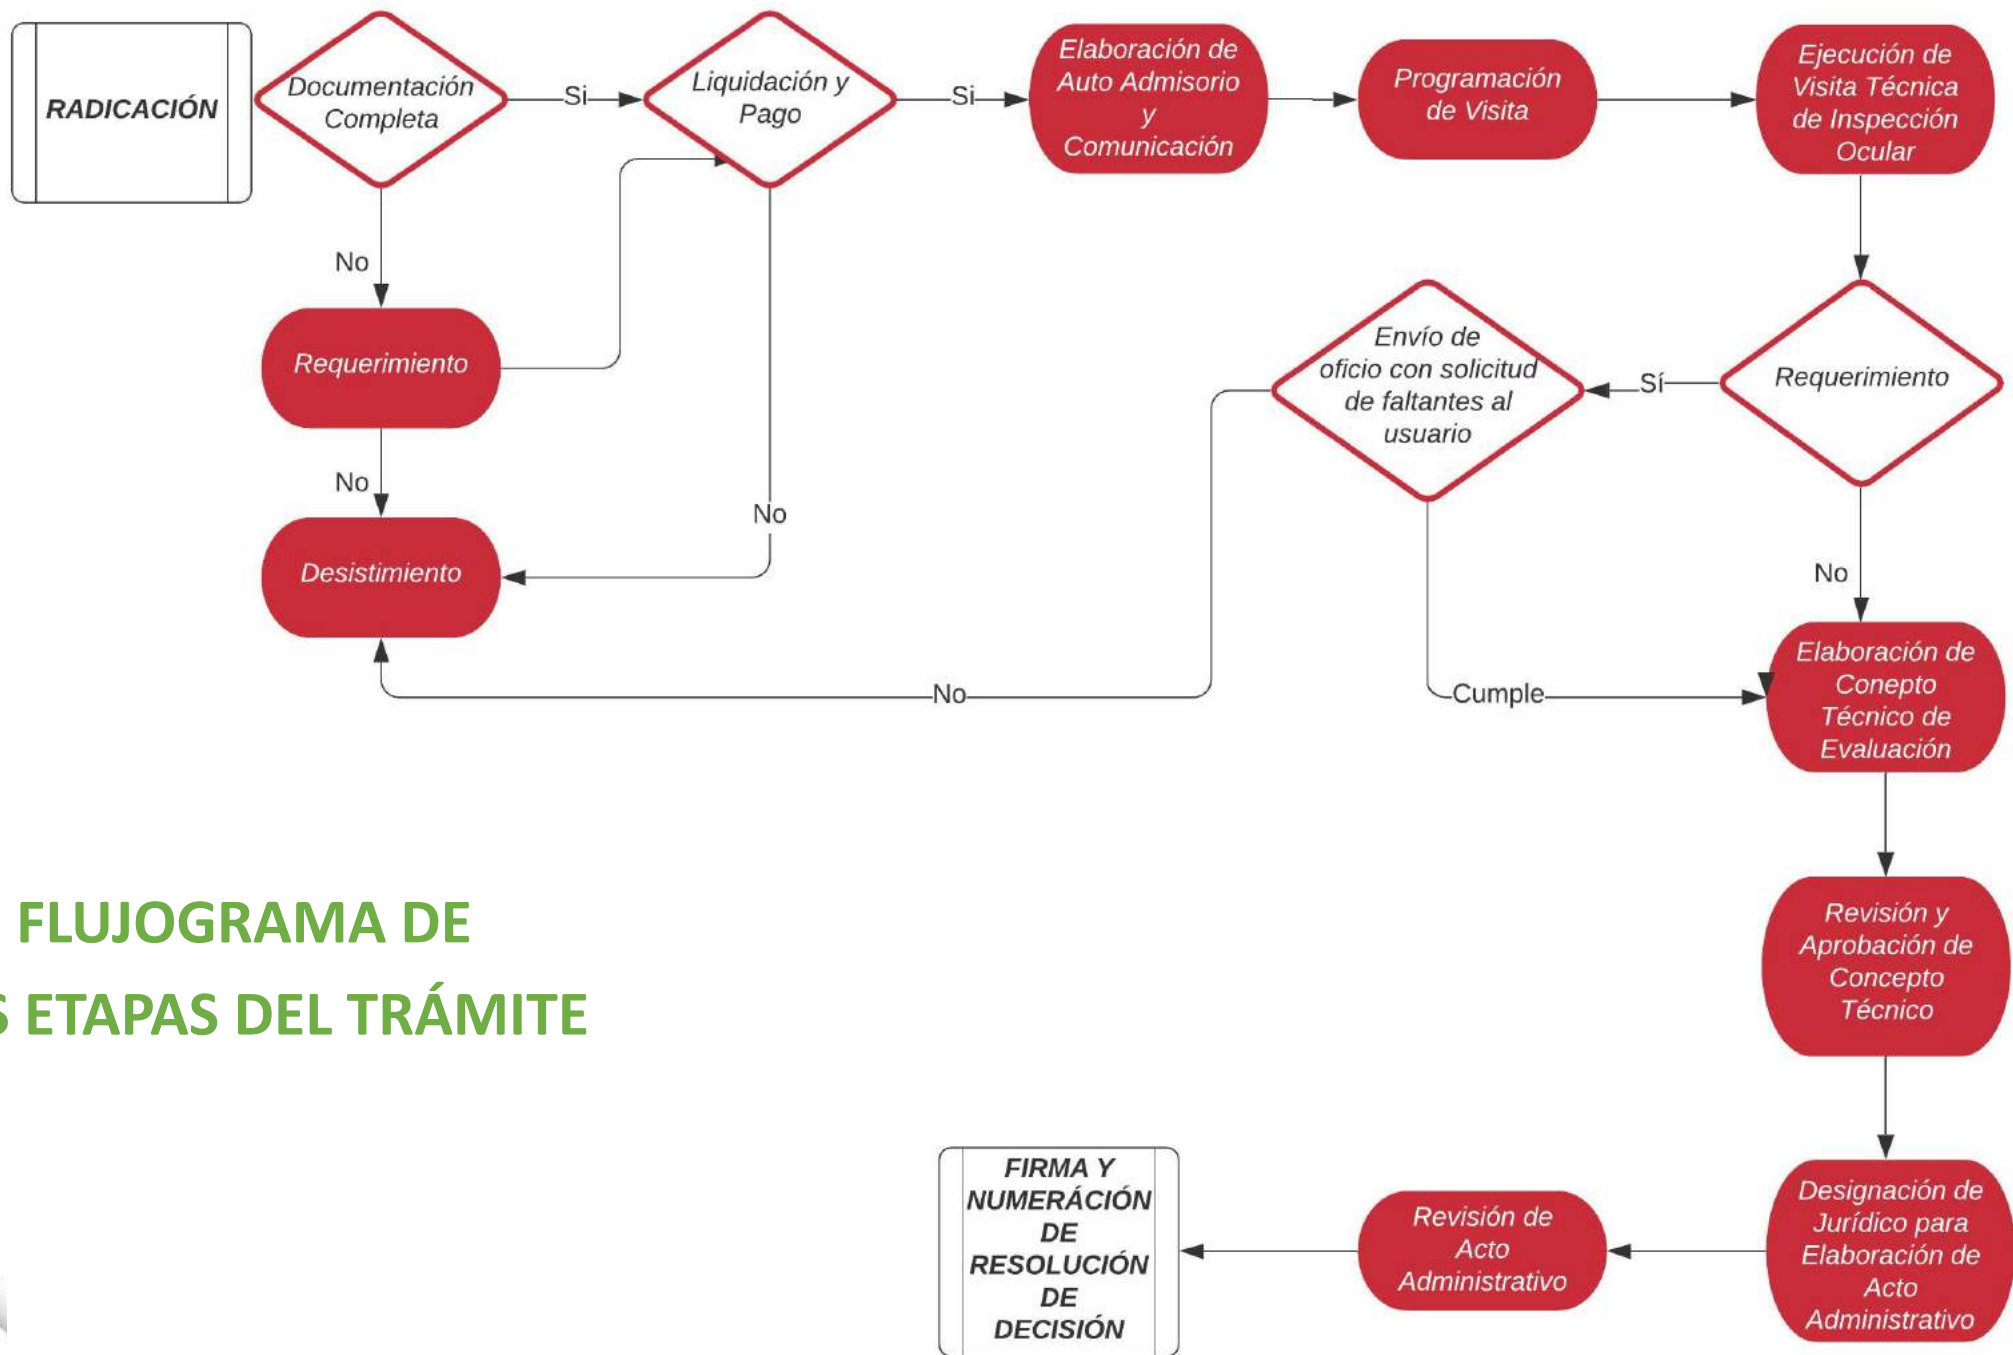 RADICACIÓN
Documentación
Completa
Si
Liquidación y
Pago
Si
Elaboración de
Auto Admisorio
y
Comunicación
Programación
de Visita
Ejecución de
Visita Técnica
de Inspección
Ocular
No
Requerimiento
No
Desistimiento
No
Envío de
oficio con solicitud
de faltantes al
usuario
Sí
Requerimiento
No
No
Cumple
Elaboración de
Conepto
Técnico de
Evaluación
Revisión y
Aprobación de
Concepto
Técnico
FLUJOGRAMA DE
S ETAPAS DEL TRÁMITE
FIRMA Y
NUMERÁCIÓN
DE
RESOLUCIÓN
DE
DECISIÓN
Revisión de
Acto
Administrativo
Designación de
Jurídico para
Elaboración de
Acto
Administrativo